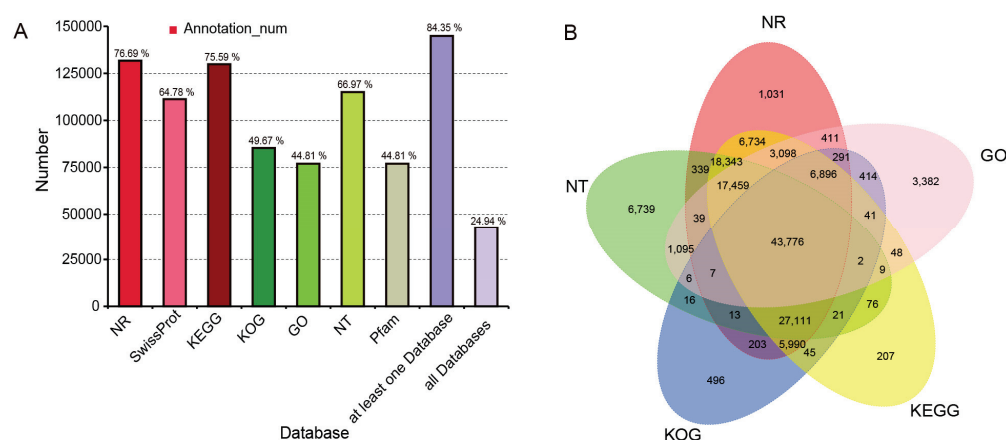 A
Annotation_num
Number
150000
125000
100000
75000
50000
25000
0
76.69 %
64.78 %
75.59 %
49.67 %
44.81 %
66.97 %
44.81 %
84.35 %
24.94 %
NR
SwissProt
KEGG
KOG
GO
NT
Pfam
at least one Database
all Databases
Database
B
NR
GO
NT
KEGG
KOG
1,031
6,734
411
3,098
291
339
18,343
6,896
414
3,382
17,459
6,739
39
41
43,776
1,095
48
7
2
9
6
16
76
13
27,111
21
203
5,990
45
207
496